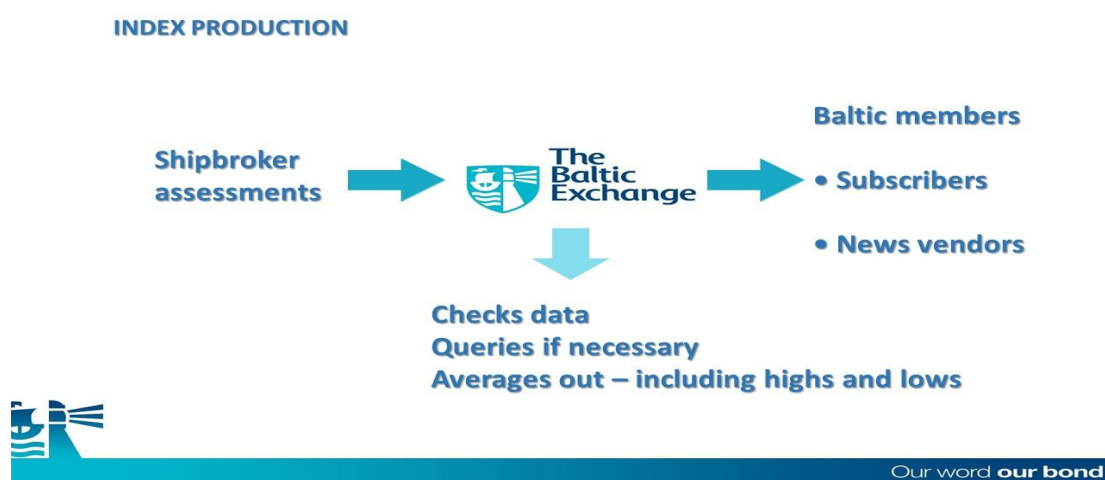 INDEX PRODUCTION
Shipbroker
assessments
The
Baltic
Exchange
Baltic members
• Subscribers
• News vendors
Checks data
Queries if necessary
Averages out – including highs and lows
Our word our bond